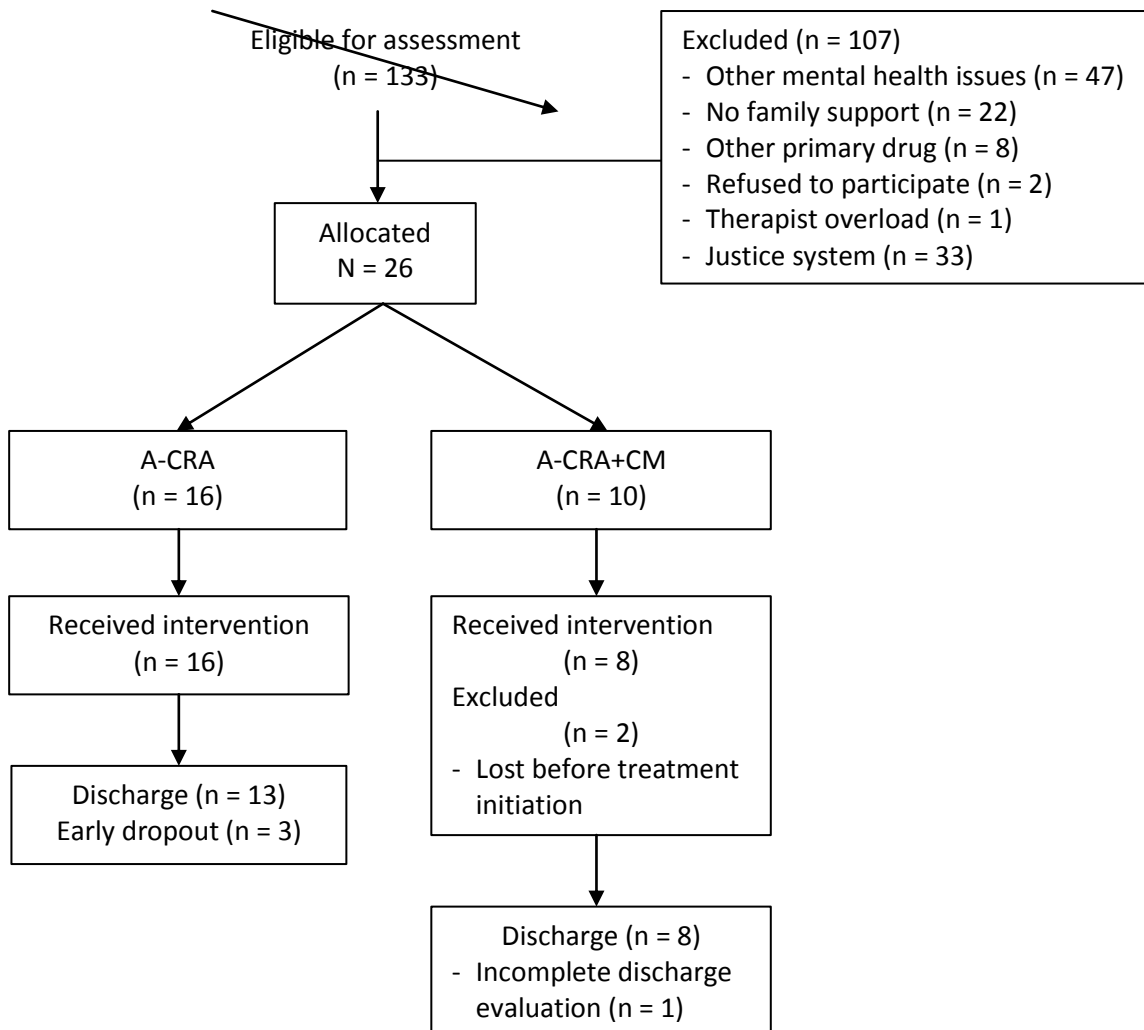 Eligible for assessment
(n = 133)
Excluded (n = 107)
- Other mental health issues (n = 47)
- No family support (n = 22)
- Other primary drug (n = 8)
- Refused to participate (n = 2)
- Therapist overload (n = 1)
- Justice system (n = 33)
Allocated
N = 26
A-CRA
(n = 16)
A-CRA+CM
(n = 10)
Received intervention
(n = 16)
Received intervention
(n = 8)
Excluded
(n = 2)
- Lost before treatment
initiation
Discharge (n = 13)
Early dropout (n = 3)
Discharge (n = 8)
- Incomplete discharge
evaluation (n = 1)